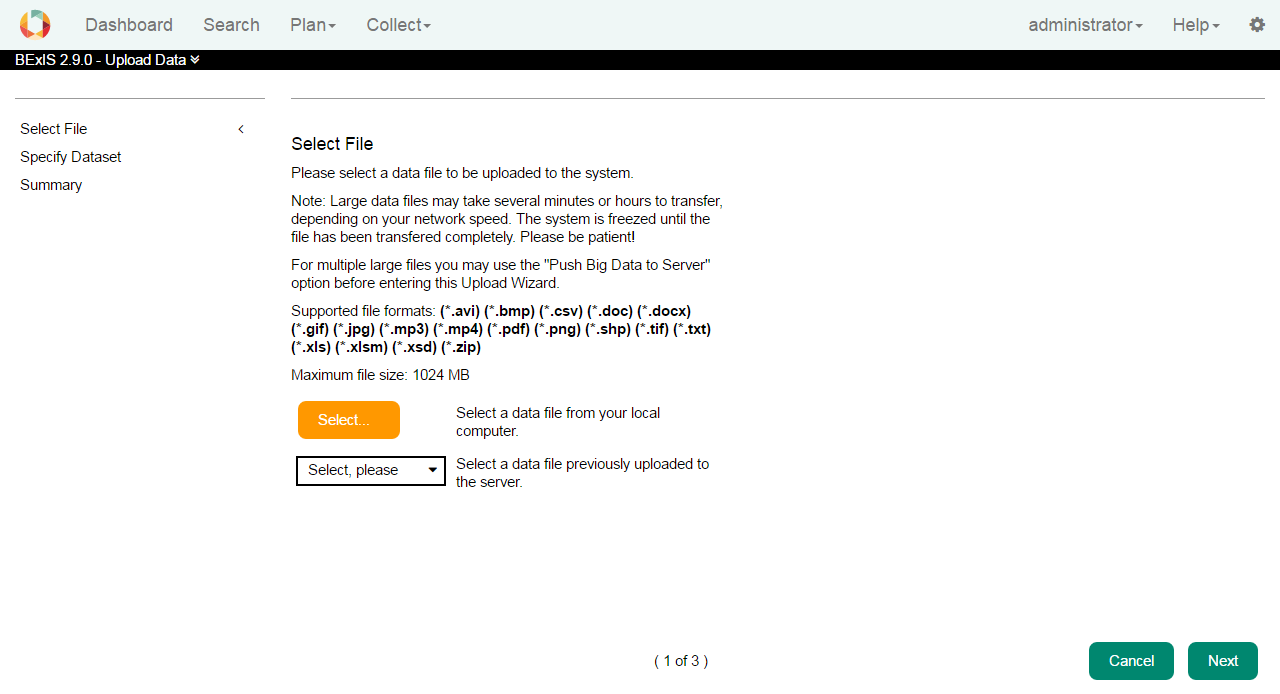 Dashboard Search Plan Collect administrator Help
BExIS 2.9.0 - Upload Data
Select File
Specify Dataset
Summary
Select File
Please select a data file to be uploaded to the system.
Note: Large data files may take several minutes or hours to transfer,
depending on your network speed. The system is freezed until the
file has been transfered completely. Please be patient!
For multiple large files you may use the "Push Big Data to Server"
option before entering this Upload Wizard.
Supported file formats: (*.avi) (*.bmp) (*.csv) (*.doc) (*.docx)
(*.gif) (*.jpg) (*.mp3) (*.mp4) (*.pdf) (*.png) (*.shp) (*.tif) (*.txt)
(*.xls) (*.xlsm) (*.xsd) (*.zip)
Maximum file size: 1024 MB
Select...
Select a data file from your local
computer.
Select, please
Select a data file previously uploaded to
the server.
( 1 of 3 )
Cancel
Next